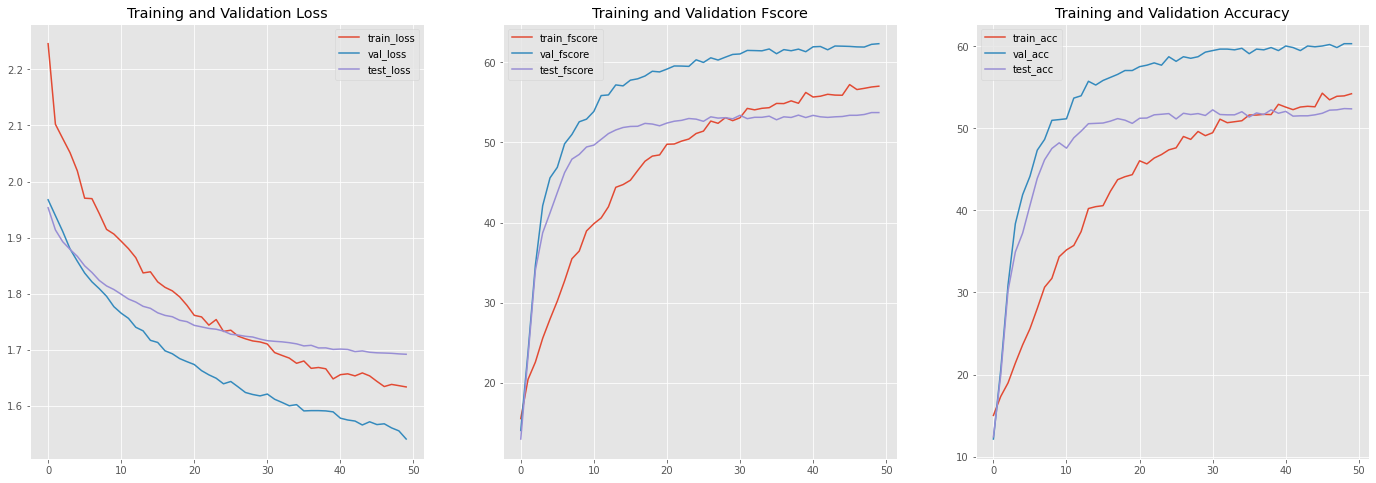 Training and Validation Loss
train_loss
val_loss
test_loss
2.2
2.1
2.0
1.9
1.8
1.7
1.6
0 10 20 30 40 50
Training and Validation Fscore
train_fscore
val_fscore
test_fscore
60
50
40
30
20
0 10 20 30 40 50
Training and Validation Accuracy
train_acc
val_acc
test_acc
60
50
40
30
20
10
0 10 20 30 40 50